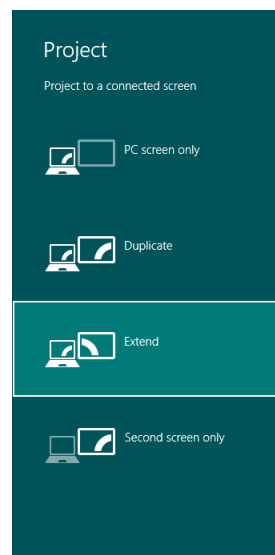 Project
Project to a connected screen
PC screen only
Duplicate
Extend
Second screen only